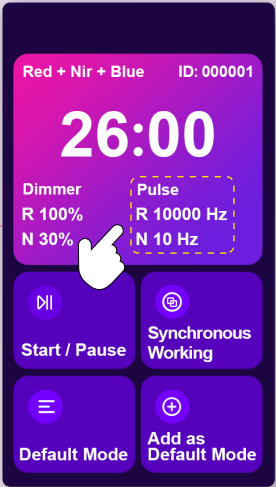 Red + Nir + Blue ID: 000001
26:00
Dimmer Pulse
R 100% R 10000 Hz
N 30% N 10 Hz
Start / Pause
Synchronous
Working
Default Mode
Add as
Default Mode